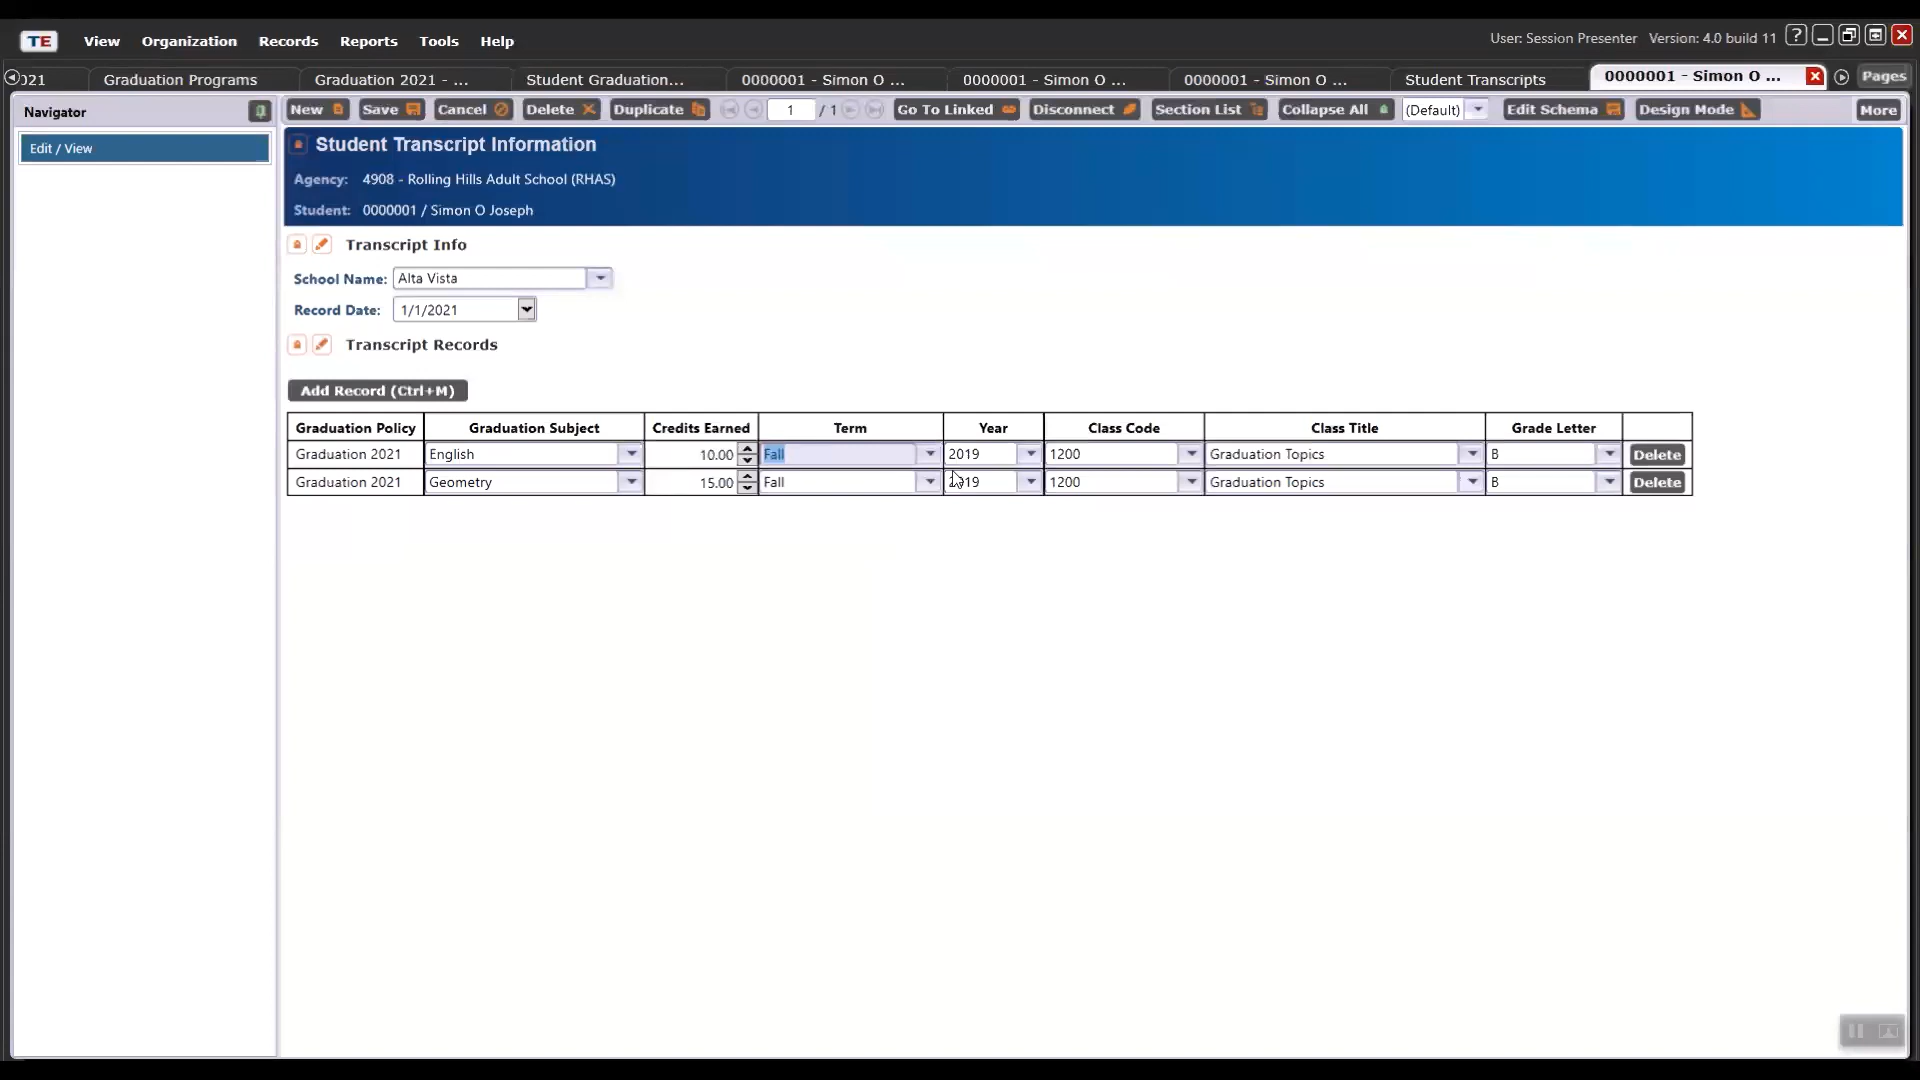 TE View Organization Records Reports Tools Help User: Session Presenter Version: 4.0 build 11 ?
021 Graduation Programs Graduation 2021 - ... Student Graduation... 0000001 - Simon O ... 0000001 - Simon O ... 0000001 - Simon O ... Student Transcripts 0000001 - Simon O ... Pages
Navigator New Save Cancel Delete Duplicate 1 / 1 Go To Linked Disconnect Section List Collapse All (Default) Edit Schema Design Mode More
Edit / View
Student Transcript Information
Agency: 4908 - Rolling Hills Adult School (RHAS)
Student: 0000001 / Simon O Joseph
Transcript Info
School Name: Alta Vista
Record Date: 1/1/2021
Transcript Records
Add Record (Ctrl+M)
Graduation Policy Graduation Subject Credits Earned Term Year Class Code Class Title Grade Letter
Graduation 2021 English 10.00 Fall 2019 1200 Graduation Topics B Delete
Graduation 2021 Geometry 15.00 Fall 2019 1200 Graduation Topics B Delete